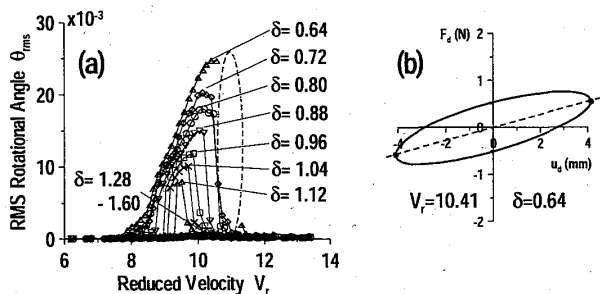 x10⁻³
(a)
RMS Rotational Angle θrms
30
20
10
0
6 8 10 12 14
Reduced Velocity Vr
δ= 0.64
δ= 0.72
δ= 0.80
δ= 0.88
δ= 0.96
δ= 1.04
δ= 1.12
δ= 1.28
- 1.60
(b)
Fd (N)
2
1
0
-1
-2
-4 0 4
ud (mm)
Vr=10.41 δ=0.64